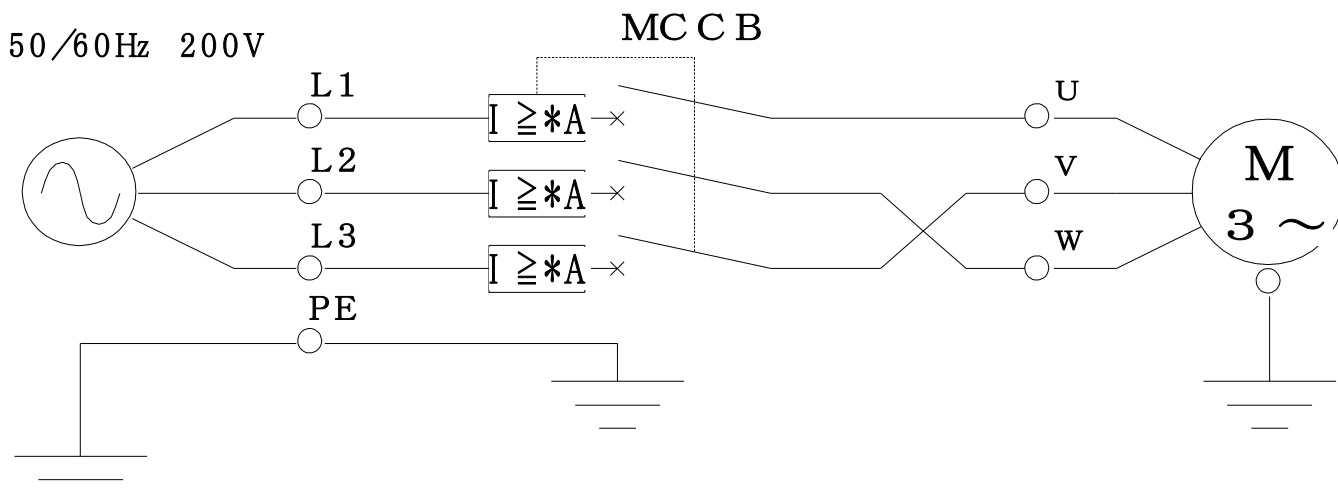 MCCB
50/60Hz 200V
L1
U
I ≧*A
L2
V
M
I ≧*A
L3
W
3 ~
I ≧*A
PE